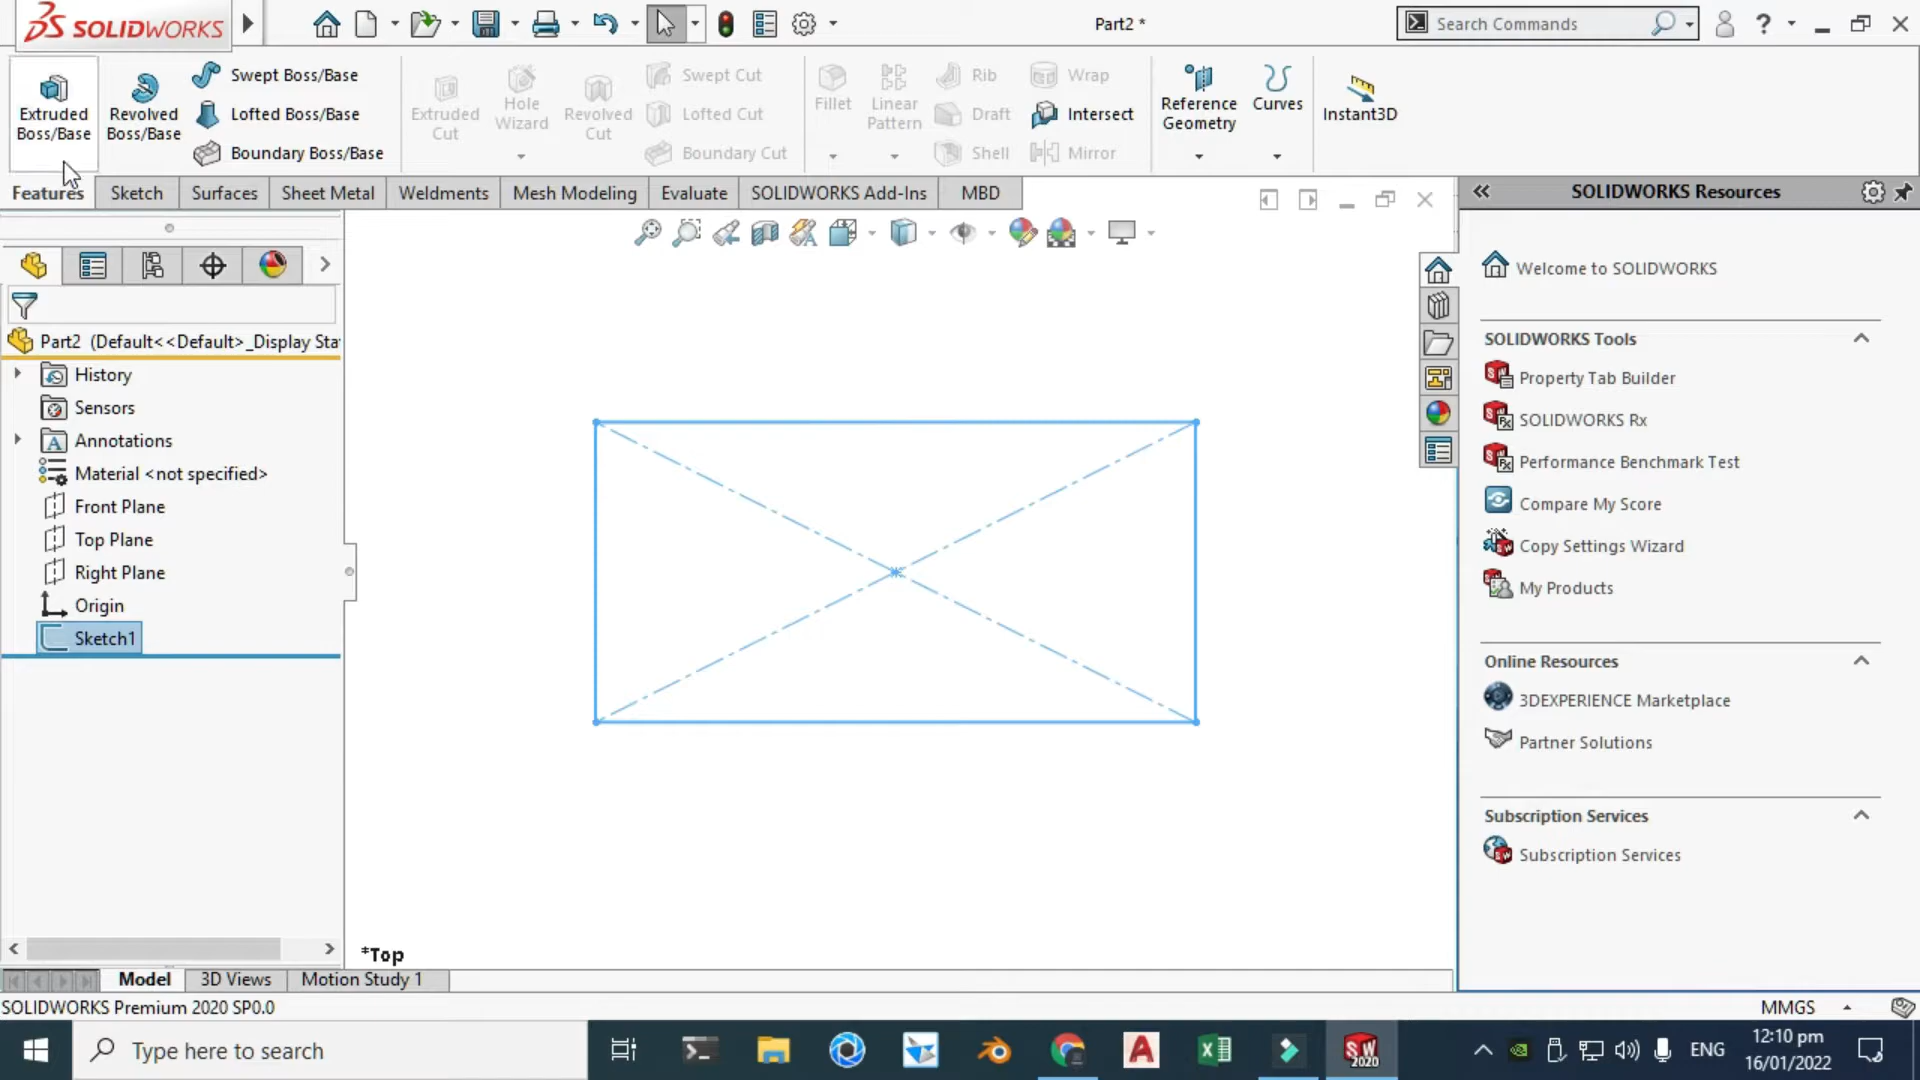 SOLIDWORKS
Part2 *
Search Commands
Extruded Boss/Base
Revolved Boss/Base
Swept Boss/Base
Lofted Boss/Base
Boundary Boss/Base
Extruded Cut
Hole Wizard
Revolved Cut
Swept Cut
Lofted Cut
Boundary Cut
Fillet
Linear Pattern
Rib
Draft
Shell
Wrap
Intersect
Mirror
Reference Geometry
Curves
Instant3D
Features
Sketch
Surfaces
Sheet Metal
Weldments
Mesh Modeling
Evaluate
SOLIDWORKS Add-Ins
MBD
SOLIDWORKS Resources
Part2 (Default<<Default>_Display Sta
History
Sensors
Annotations
Material <not specified>
Front Plane
Top Plane
Right Plane
Origin
Sketch1
*Top
Welcome to SOLIDWORKS
SOLIDWORKS Tools
Property Tab Builder
SOLIDWORKS Rx
Performance Benchmark Test
Compare My Score
Copy Settings Wizard
My Products
Online Resources
3DEXPERIENCE Marketplace
Partner Solutions
Subscription Services
Subscription Services
Model
3D Views
Motion Study 1
SOLIDWORKS Premium 2020 SP0.0
MMGS
Type here to search
SW
2020
ENG
12:10 pm
16/01/2022